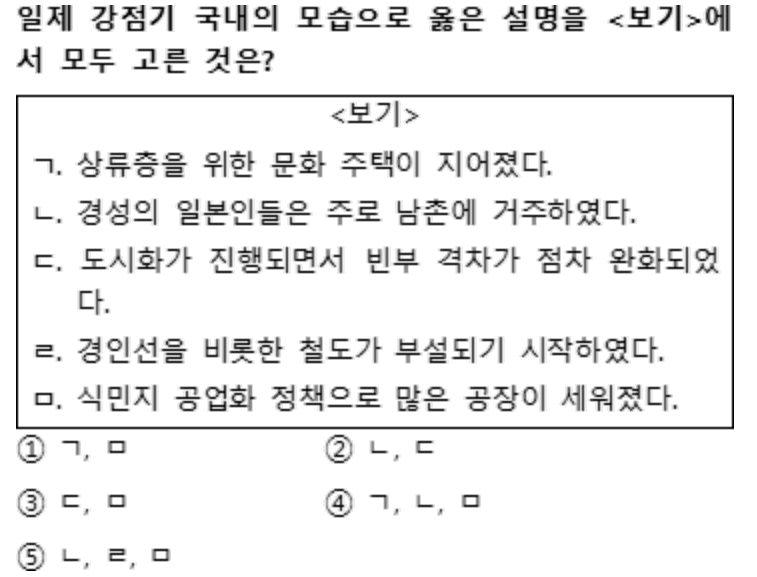 일제 강점기 국내의 모습으로 옳은 설명을 <보기>에
서 모두 고른 것은?
<보기>
ㄱ. 상류층을 위한 문화 주택이 지어졌다.
ㄴ. 경성의 일본인들은 주로 남촌에 거주하였다.
ㄷ. 도시화가 진행되면서 빈부 격차가 점차 완화되었
다.
ㄹ. 경인선을 비롯한 철도가 부설되기 시작하였다.
ㅁ. 식민지 공업화 정책으로 많은 공장이 세워졌다.
① ㄱ, ㅁ ② ㄴ, ㄷ
③ ㄷ, ㅁ ④ ㄱ, ㄴ, ㅁ
⑤ ㄴ, ㄹ, ㅁ